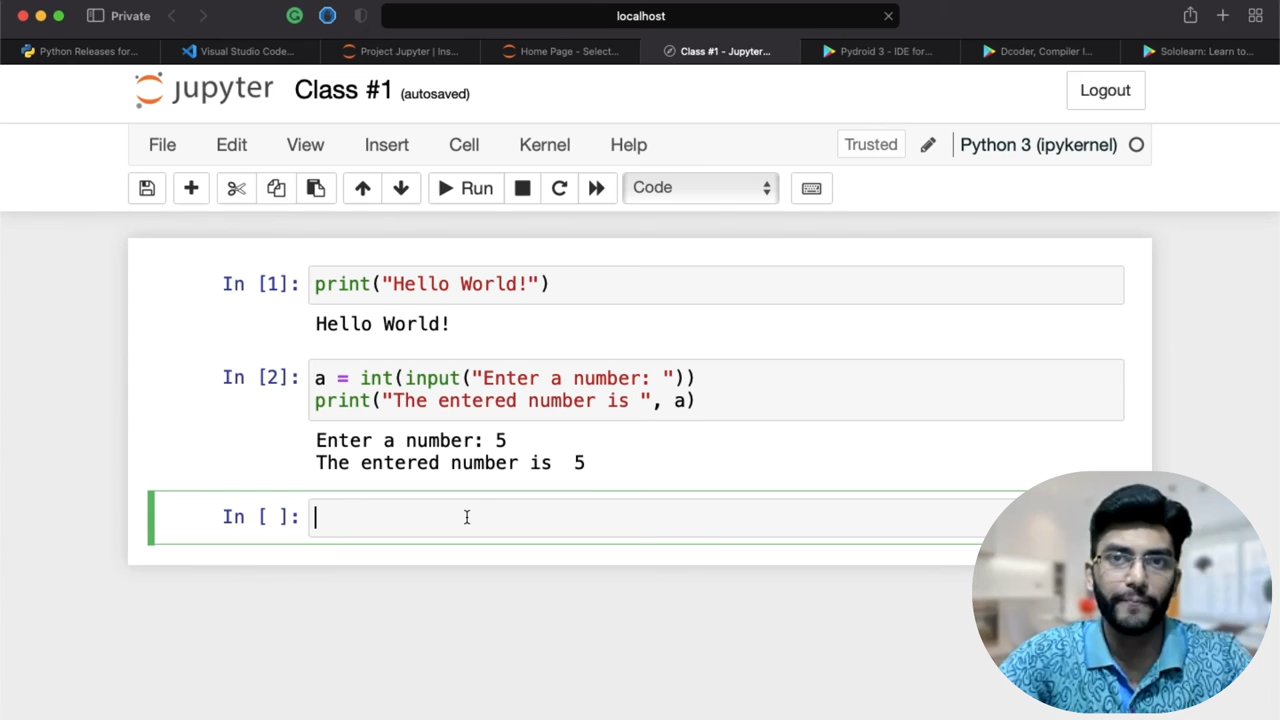 Private
localhost
Python Releases for...
Visual Studio Code...
Project Jupyter | Ins...
Home Page - Select...
Class #1 - Jupyter...
Pydroid 3 - IDE for...
Dcoder, Compiler I...
Sololearn: Learn to...
jupyter Class #1 (autosaved)
Logout
File Edit View Insert Cell Kernel Help
Trusted
Python 3 (ipykernel)
Run
Code
In [1]: print("Hello World!")
Hello World!
In [2]: a = int(input("Enter a number: "))
print("The entered number is ", a)
Enter a number: 5
The entered number is  5
In [ ]: